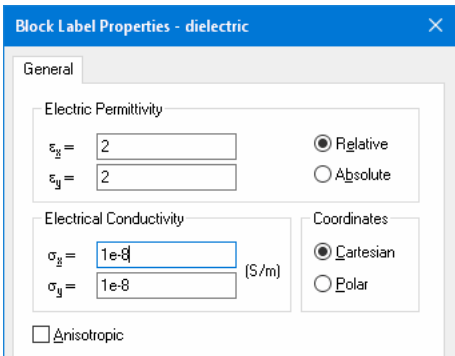 Block Label Properties - dielectric
General
Electric Permittivity
εx = 2
Relative
εy = 2
Absolute
Electrical Conductivity
Coordinates
σx = 1e-8
(S/m)
Cartesian
σy = 1e-8
Polar
Anisotropic